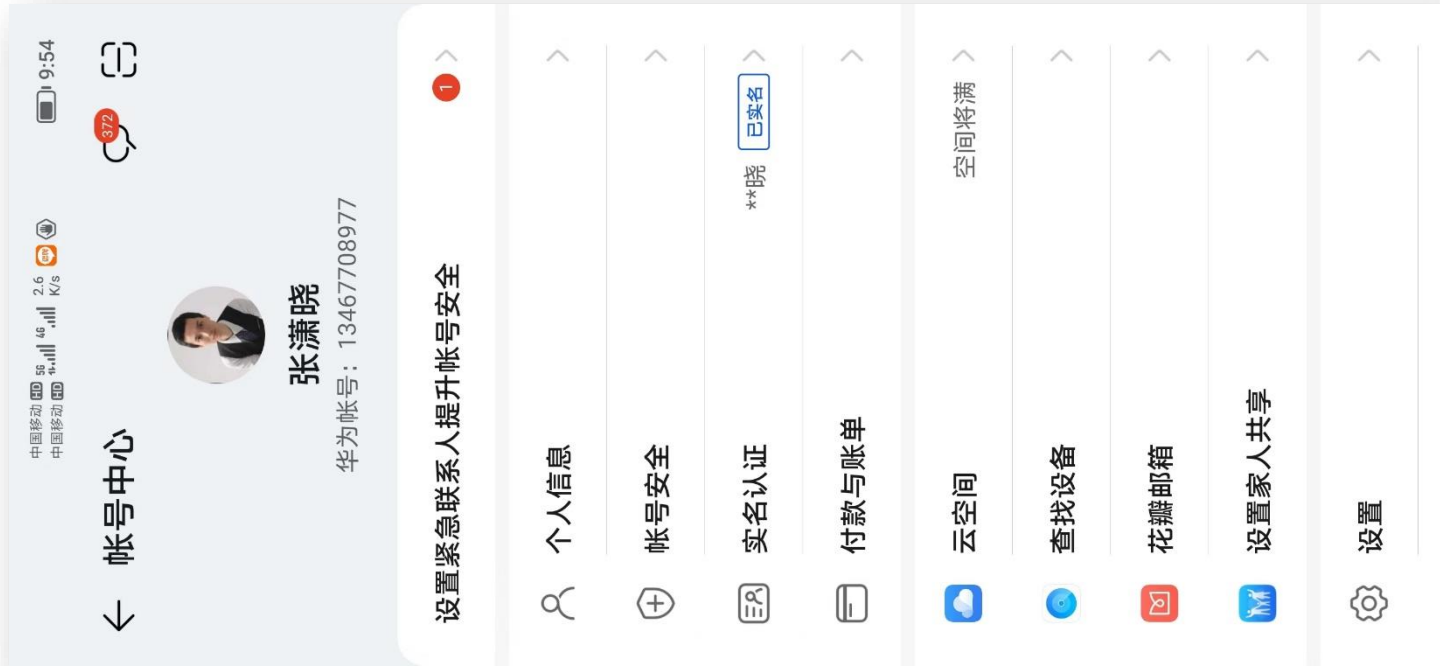 中国移动 HD 5G 4G 2.6 K/s
中国移动 HD
9:54
帐号中心
372
张潇晓
华为帐号：13467708977
设置紧急联系人提升帐号安全 1
个人信息
帐号安全
实名认证 **晓 已实名
付款与账单
云空间 空间将满
查找设备
花瓣邮箱
设置家人共享
设置